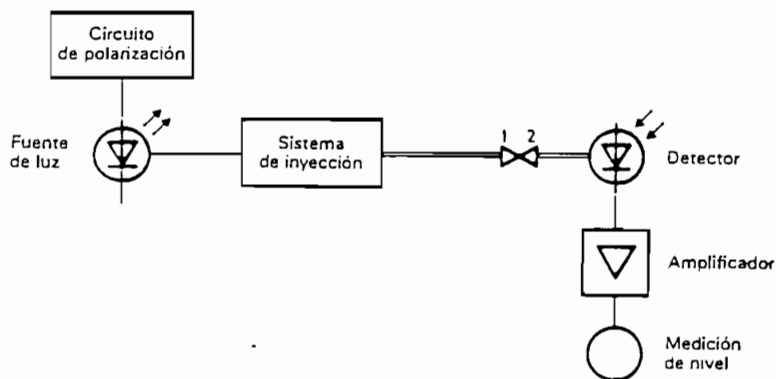 Circuito
de polarización
Fuente
de luz
Sistema
de inyección
1 2
Detector
Amplificador
Medición
de nivel